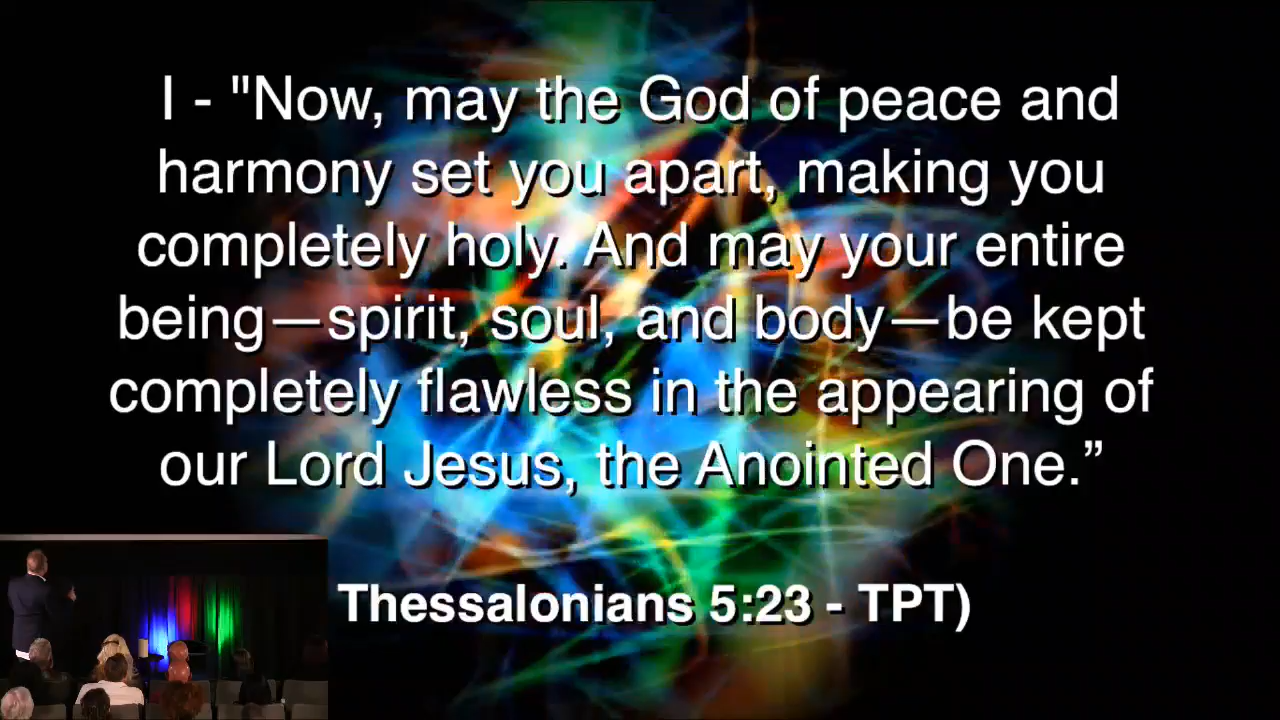 I - "Now, may the God of peace and
harmony set you apart, making you
completely holy. And may your entire
being—spirit, soul, and body—be kept
completely flawless in the appearing of
our Lord Jesus, the Anointed One.”
Thessalonians 5:23 - TPT)